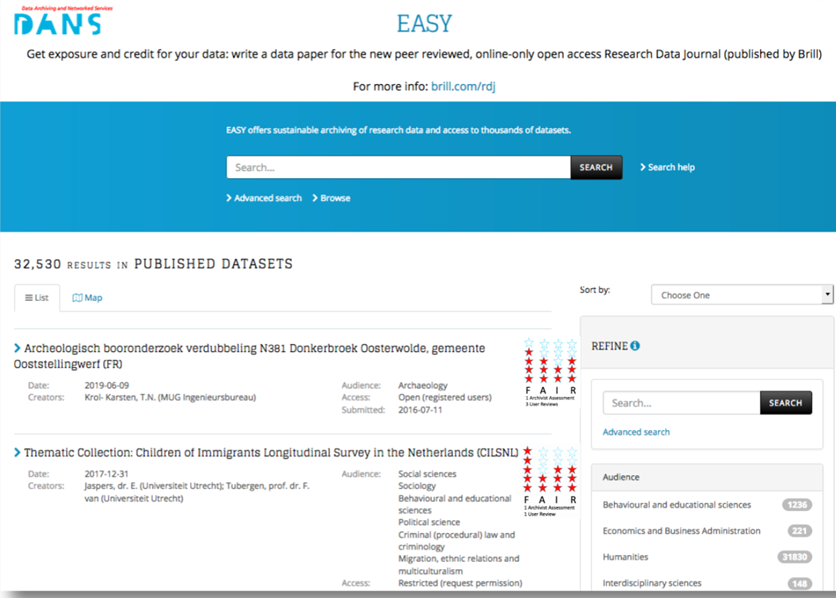 Data Archiving and Networked Services
DANS
EASY
Get exposure and credit for your data: write a data paper for the new peer reviewed, online-only open access Research Data Journal (published by Brill)
For more info: brill.com/rdj
EASY offers sustainable archiving of research data and access to thousands of datasets.
Search...
SEARCH
Search help
Advanced search
Browse
32,530 RESULTS IN PUBLISHED DATASETS
List
Map
Sort by:
Choose One
Archeologisch booronderzoek verdubbeling N381 Donkerbroek Oosterwolde, gemeente
Ooststellingwerf (FR)
Date: 2019-06-09
Creators: Krol- Karsten, T.N. (MUG Ingenieursbureau)
Audience: Archaeology
Access: Open (registered users)
Submitted: 2016-07-11
F A I R
1 Archivist Assessment
3 User Reviews
Thematic Collection: Children of Immigrants Longitudinal Survey in the Netherlands (CILSNL)
Date: 2017-12-31
Creators: Jaspers, dr. E. (Universiteit Utrecht); Tubergen, prof. dr. F.
van (Universiteit Utrecht)
Audience: Social sciences
Sociology
Behavioural and educational
sciences
Political science
Criminal (procedural) law and
criminology
Migration, ethnic relations and
multiculturalism
Access: Restricted (request permission)
F A I R
1 Archivist Assessment
1 User Review
REFINE
Search...
SEARCH
Advanced search
Audience
Behavioural and educational sciences 1236
Economics and Business Administration 221
Humanities 31830
Interdisciplinary sciences 148